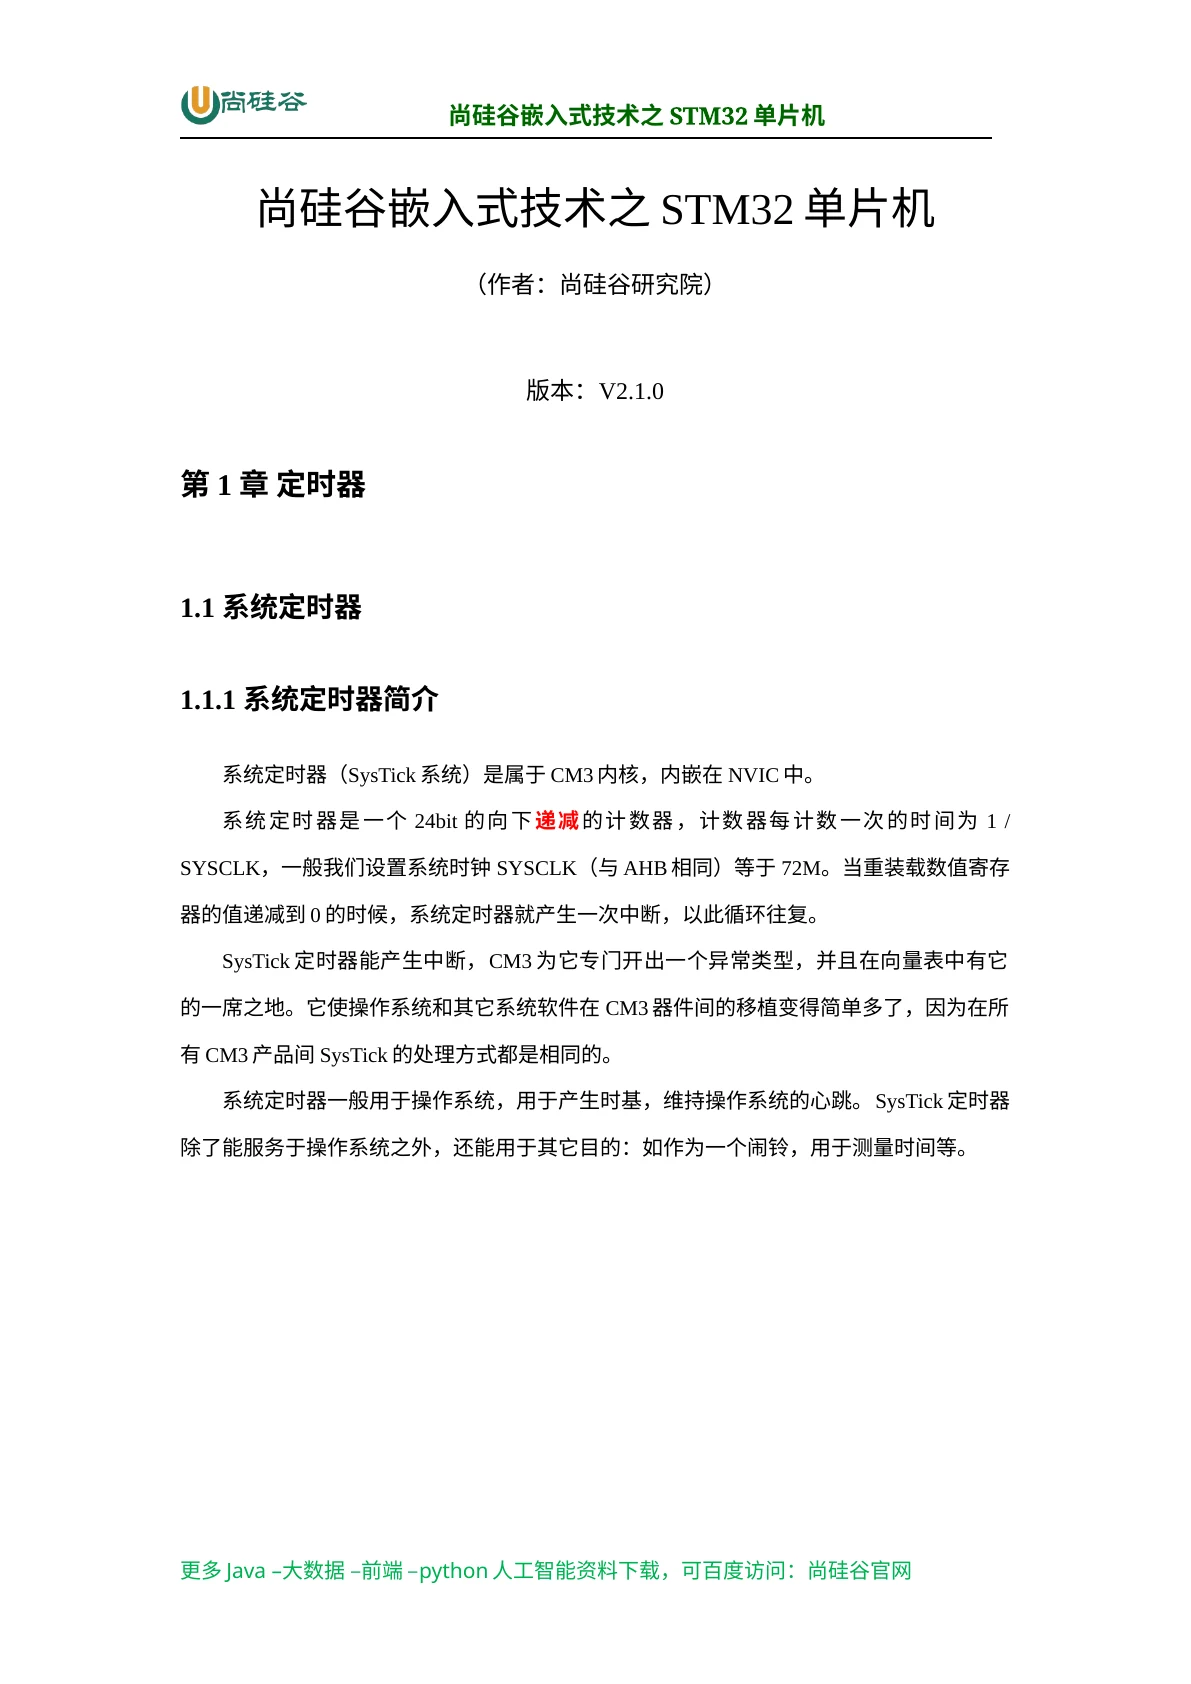 尚硅谷
尚硅谷嵌入式技术之 STM32 单片机
尚硅谷嵌入式技术之 STM32 单片机
（作者：尚硅谷研究院）
版本：V2.1.0
第 1 章 定时器
1.1 系统定时器
1.1.1 系统定时器简介
系统定时器（SysTick 系统）是属于 CM3 内核，内嵌在 NVIC 中。
系统定时器是一个 24bit 的向下递减的计数器，计数器每计数一次的时间为 1 /
SYSCLK，一般我们设置系统时钟 SYSCLK（与 AHB 相同）等于 72M。当重装载数值寄存
器的值递减到 0 的时候，系统定时器就产生一次中断，以此循环往复。
SysTick 定时器能产生中断，CM3 为它专门开出一个异常类型，并且在向量表中有它
的一席之地。它使操作系统和其它系统软件在 CM3 器件间的移植变得简单多了，因为在所
有 CM3 产品间 SysTick 的处理方式都是相同的。
系统定时器一般用于操作系统，用于产生时基，维持操作系统的心跳。SysTick 定时器
除了能服务于操作系统之外，还能用于其它目的：如作为一个闹铃，用于测量时间等。
更多 Java –大数据 –前端 –python 人工智能资料下载，可百度访问：尚硅谷官网